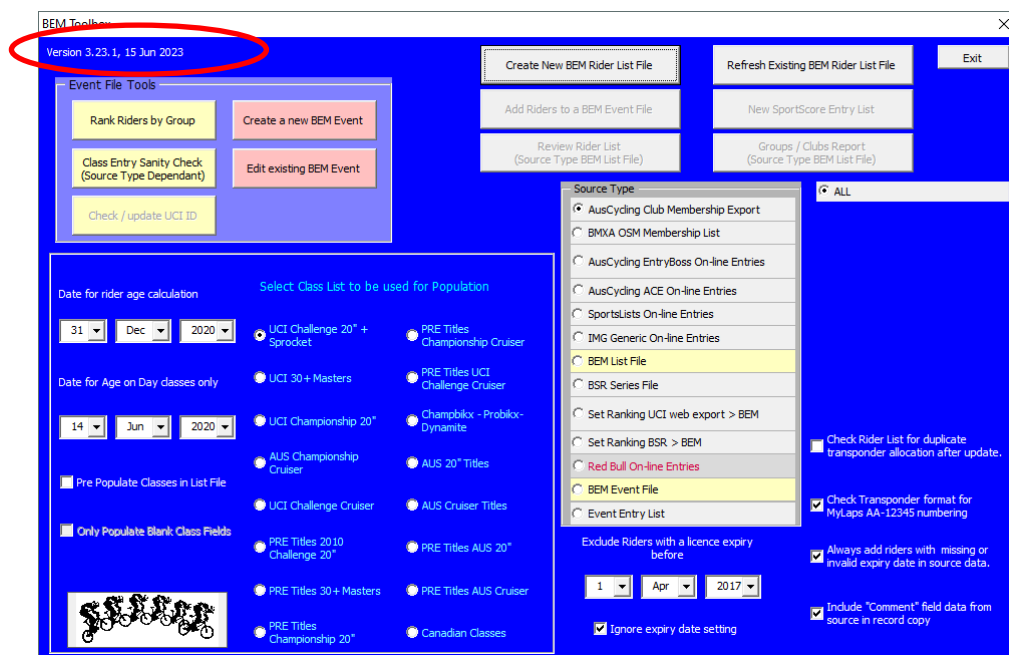 BEM Toolbox
Version 3.23.1, 15 Jun 2023
Create New BEM Rider List File
Refresh Existing BEM Rider List File
Exit
Add Riders to a BEM Event File
New SportScore Entry List
Review Rider List
(Source Type BEM List File)
Groups / Clubs Report
(Source Type BEM List File)
Event File Tools
Rank Riders by Group
Create a new BEM Event
Class Entry Sanity Check
(Source Type Dependant)
Edit existing BEM Event
Check / update UCI ID
Source Type
AusCycling Club Membership Export
BMXA OSM Membership List
AusCycling EntryBoss On-line Entries
AusCycling ACE On-line Entries
SportsLists On-line Entries
IMG Generic On-line Entries
BEM List File
BSR Series File
Set Ranking UCI web export > BEM
Set Ranking BSR > BEM
Red Bull On-line Entries
BEM Event File
Event Entry List
ALL
Date for rider age calculation
31 Dec 2020
Date for Age on Day classes only
14 Jun 2020
Pre Populate Classes in List File
Only Populate Blank Class Fields
Select Class List to be used for Population
UCI Challenge 20" +
Sprocket
UCI 30+ Masters
UCI Championship 20"
AUS Championship
Cruiser
UCI Challenge Cruiser
PRE Titles 2010
Challenge 20"
PRE Titles 30+ Masters
PRE Titles
Championship 20"
PRE Titles
Championship Cruiser
PRE Titles UCI
Challenge Cruiser
Champbikx - Probikx-
Dynamite
AUS 20" Titles
AUS Cruiser Titles
PRE Titles AUS 20"
PRE Titles AUS Cruiser
Canadian Classes
Exclude Riders with a licence expiry
before
1 Apr 2017
Ignore expiry date setting
Check Rider List for duplicate
transponder allocation after update.
Check Transponder format for
MyLaps AA-12345 numbering
Always add riders with missing or
invalid expiry date in source data.
Include "Comment" field data from
source in record copy